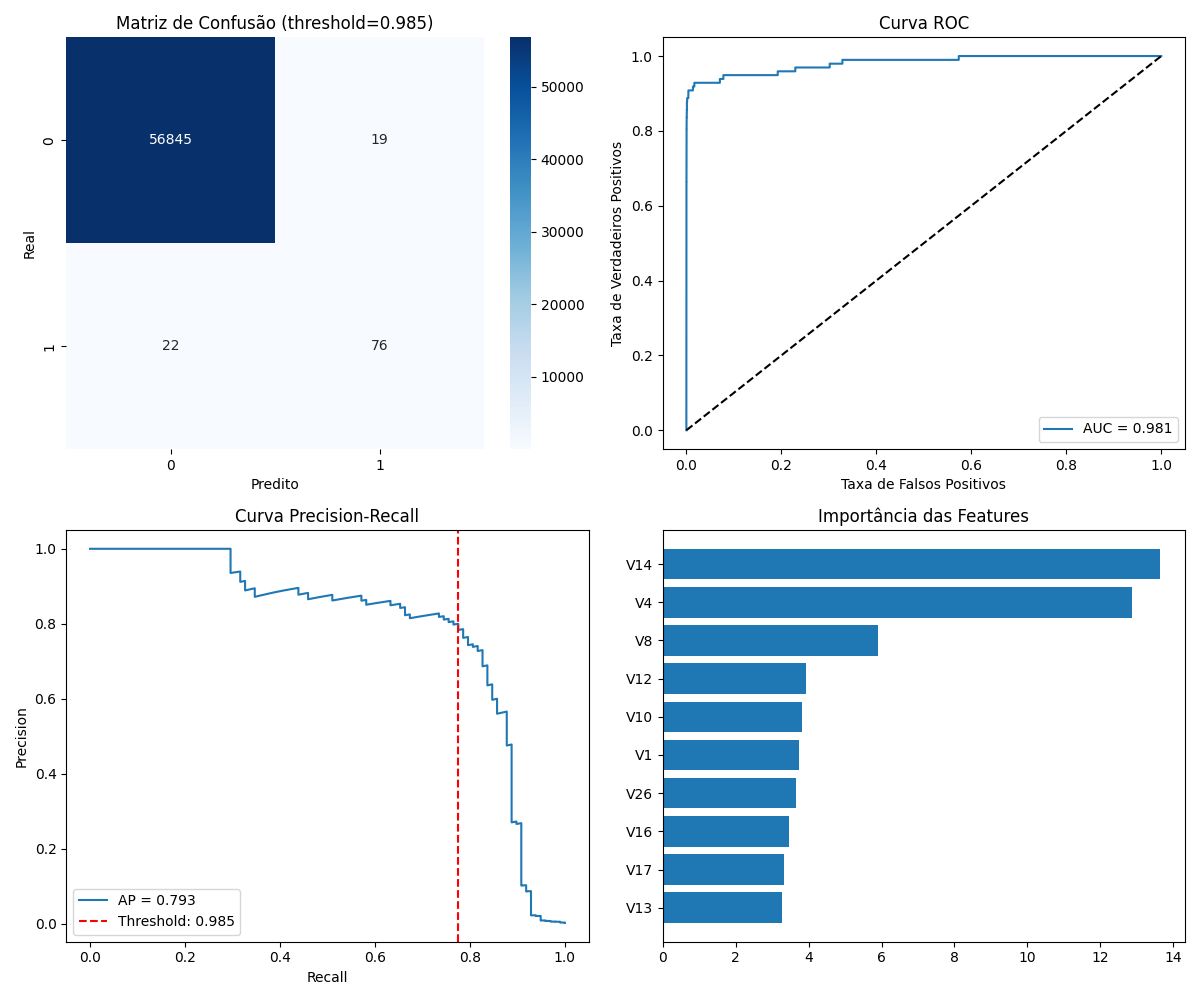 Matriz de Confusão (threshold=0.985)
Real
0
1
56845
19
22
76
0
1
Predito
50000
40000
30000
20000
10000
Curva ROC
Taxa de Verdadeiros Positivos
1.0
0.8
0.6
0.4
0.2
0.0
AUC = 0.981
0.0
0.2
0.4
0.6
0.8
1.0
Taxa de Falsos Positivos
Curva Precision-Recall
Precision
1.0
0.8
0.6
0.4
0.2
0.0
AP = 0.793
Threshold: 0.985
0.0
0.2
0.4
0.6
0.8
1.0
Recall
Importância das Features
V14
V4
V8
V12
V10
V1
V26
V16
V17
V13
0
2
4
6
8
10
12
14